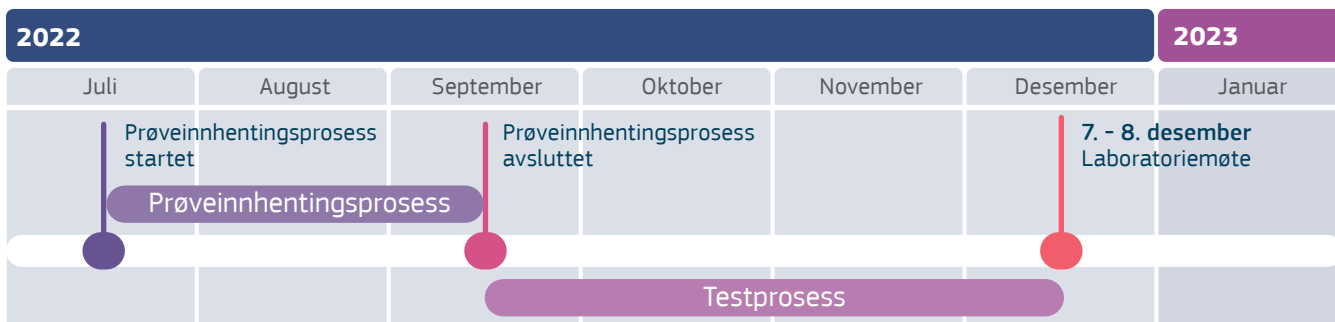 2022
2023
Juli
August
September
Oktober
November
Desember
Januar
Prøveinnhentingsprosess
startet
Prøveinnhentingsprosess
avsluttet
7. - 8. desember
Laboratoriemøte
Prøveinnhentingsprosess
Testprosess